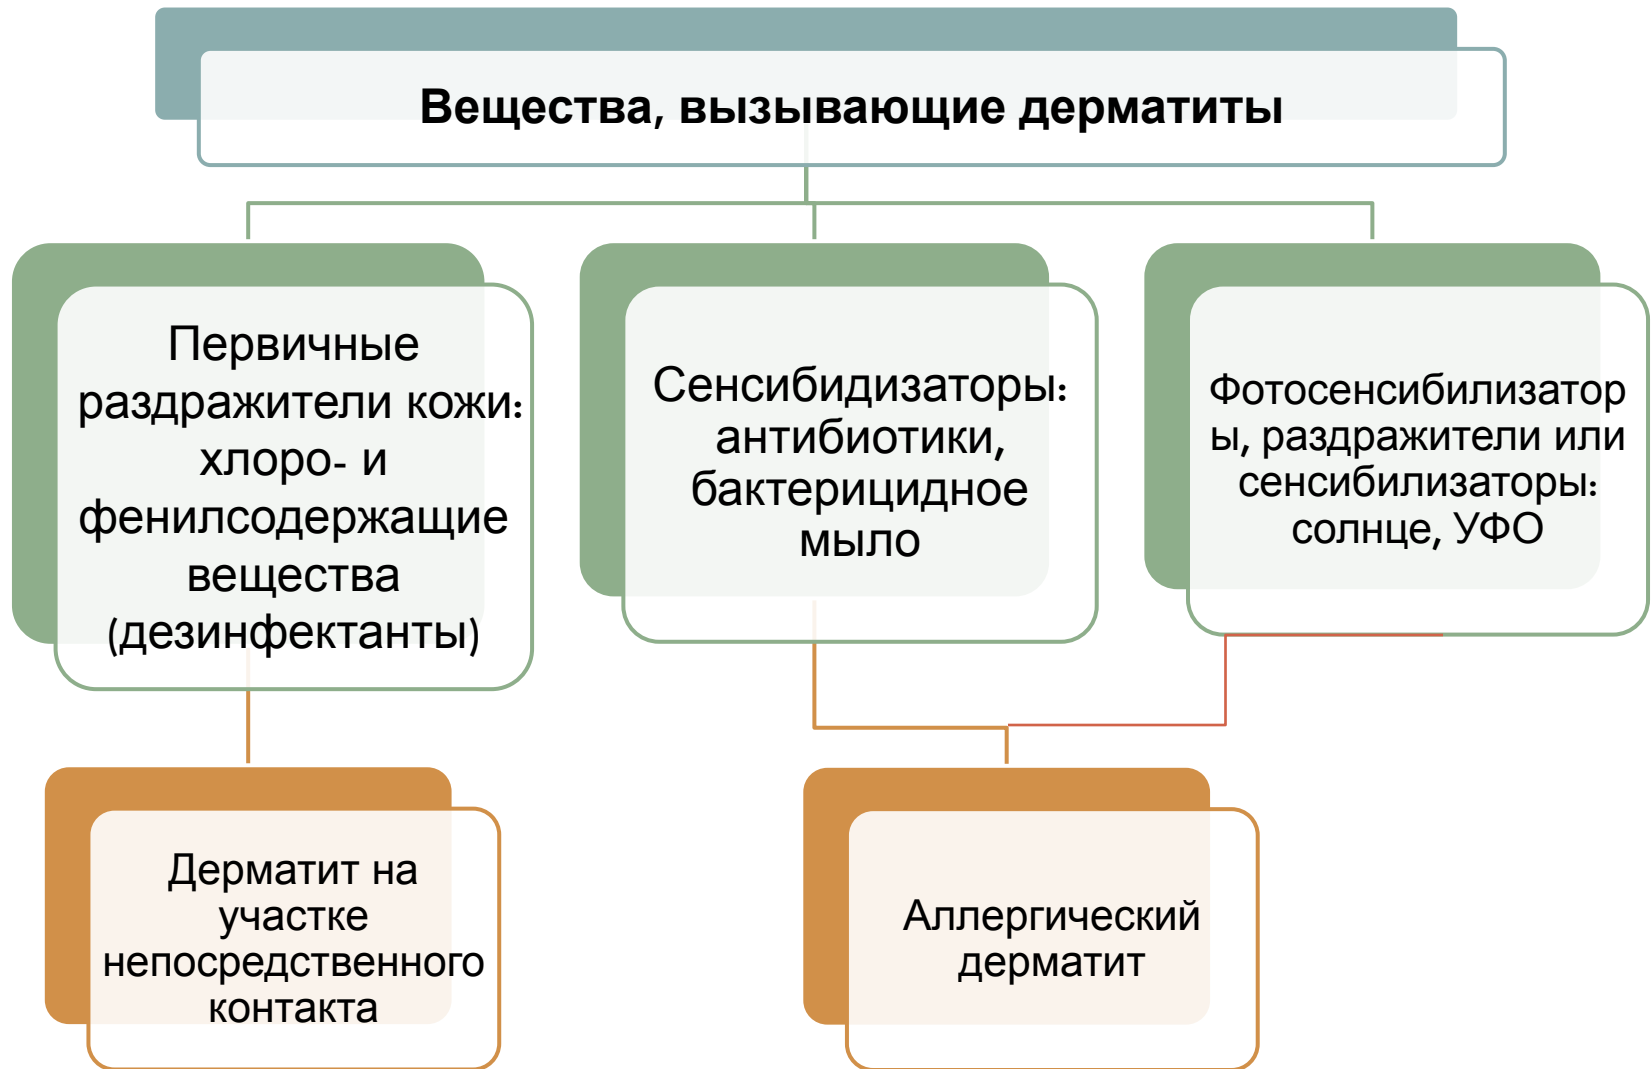 Вещества, вызывающие дерматиты
Первичные
раздражители кожи:
хлоро- и
фенилсодержащие
вещества
(дезинфектанты)
Сенсибидизаторы:
антибиотики,
бактерицидное
мыло
Фотосенсибилизатор
ы, раздражители или
сенсибилизаторы:
солнце, УФО
Дерматит на
участке
непосредственного
контакта
Аллергический
дерматит